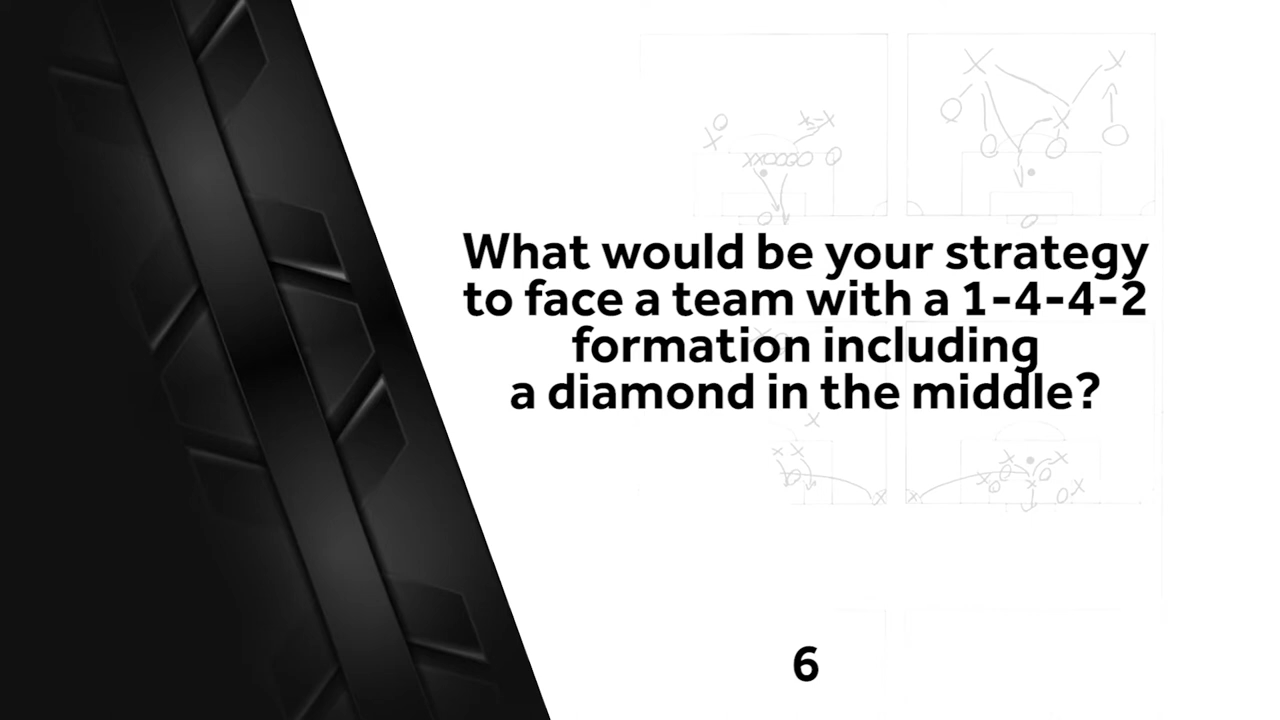 What would be your strategy
to face a team with a 1-4-4-2
formation including
a diamond in the middle?
6